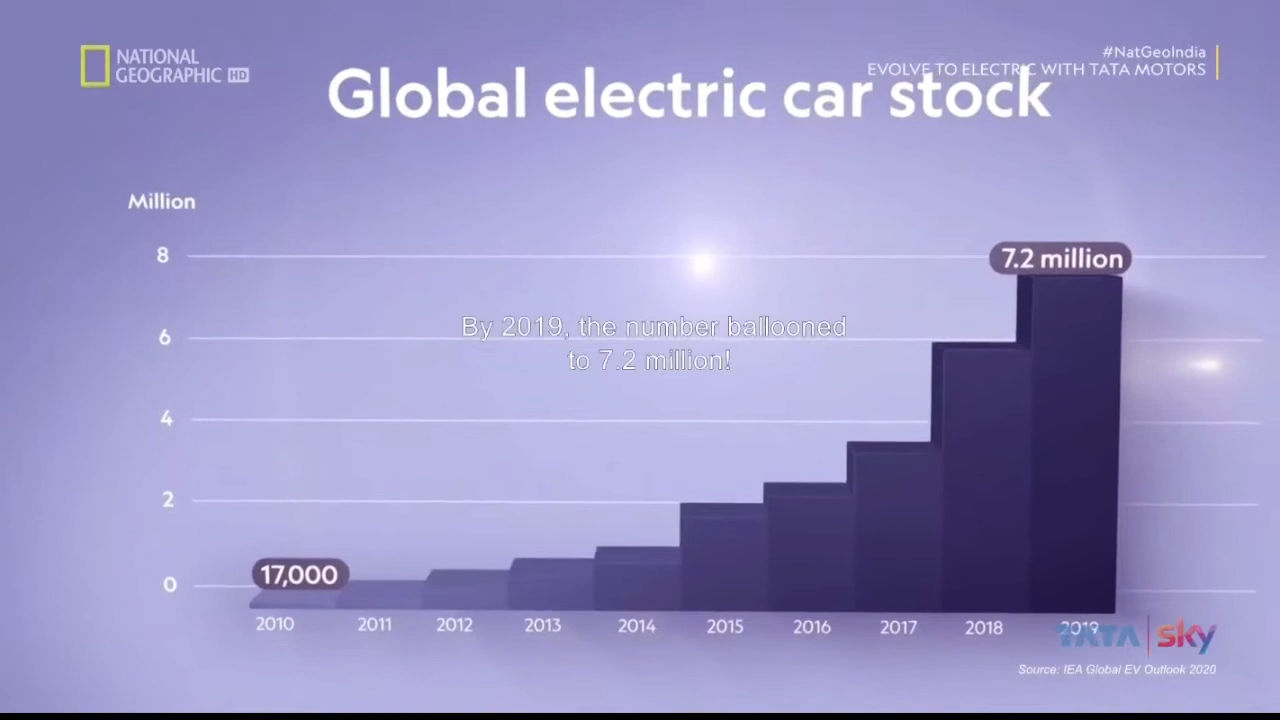 NATIONAL
GEOGRAPHIC HD
#NatGeoIndia
EVOLVE TO ELECTRIC WITH TATA MOTORS
Global electric car stock
Million
8
7.2 million
6
By 2019, the number ballooned
to 7.2 million!
4
2
0
17,000
2010 2011 2012 2013 2014 2015 2016 2017 2018 2019
TATA sky
Source: IEA Global EV Outlook 2020